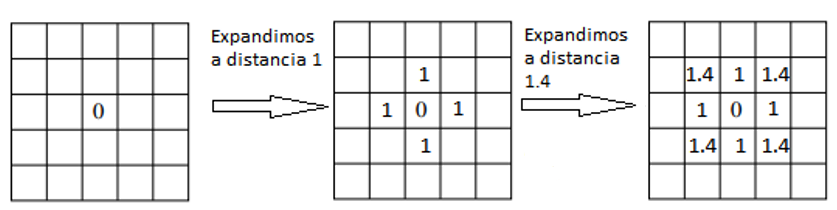 0
Expandimos
a distancia 1
1
1 0 1
1
Expandimos
a distancia
1.4
1.4 1 1.4
1 0 1
1.4 1 1.4